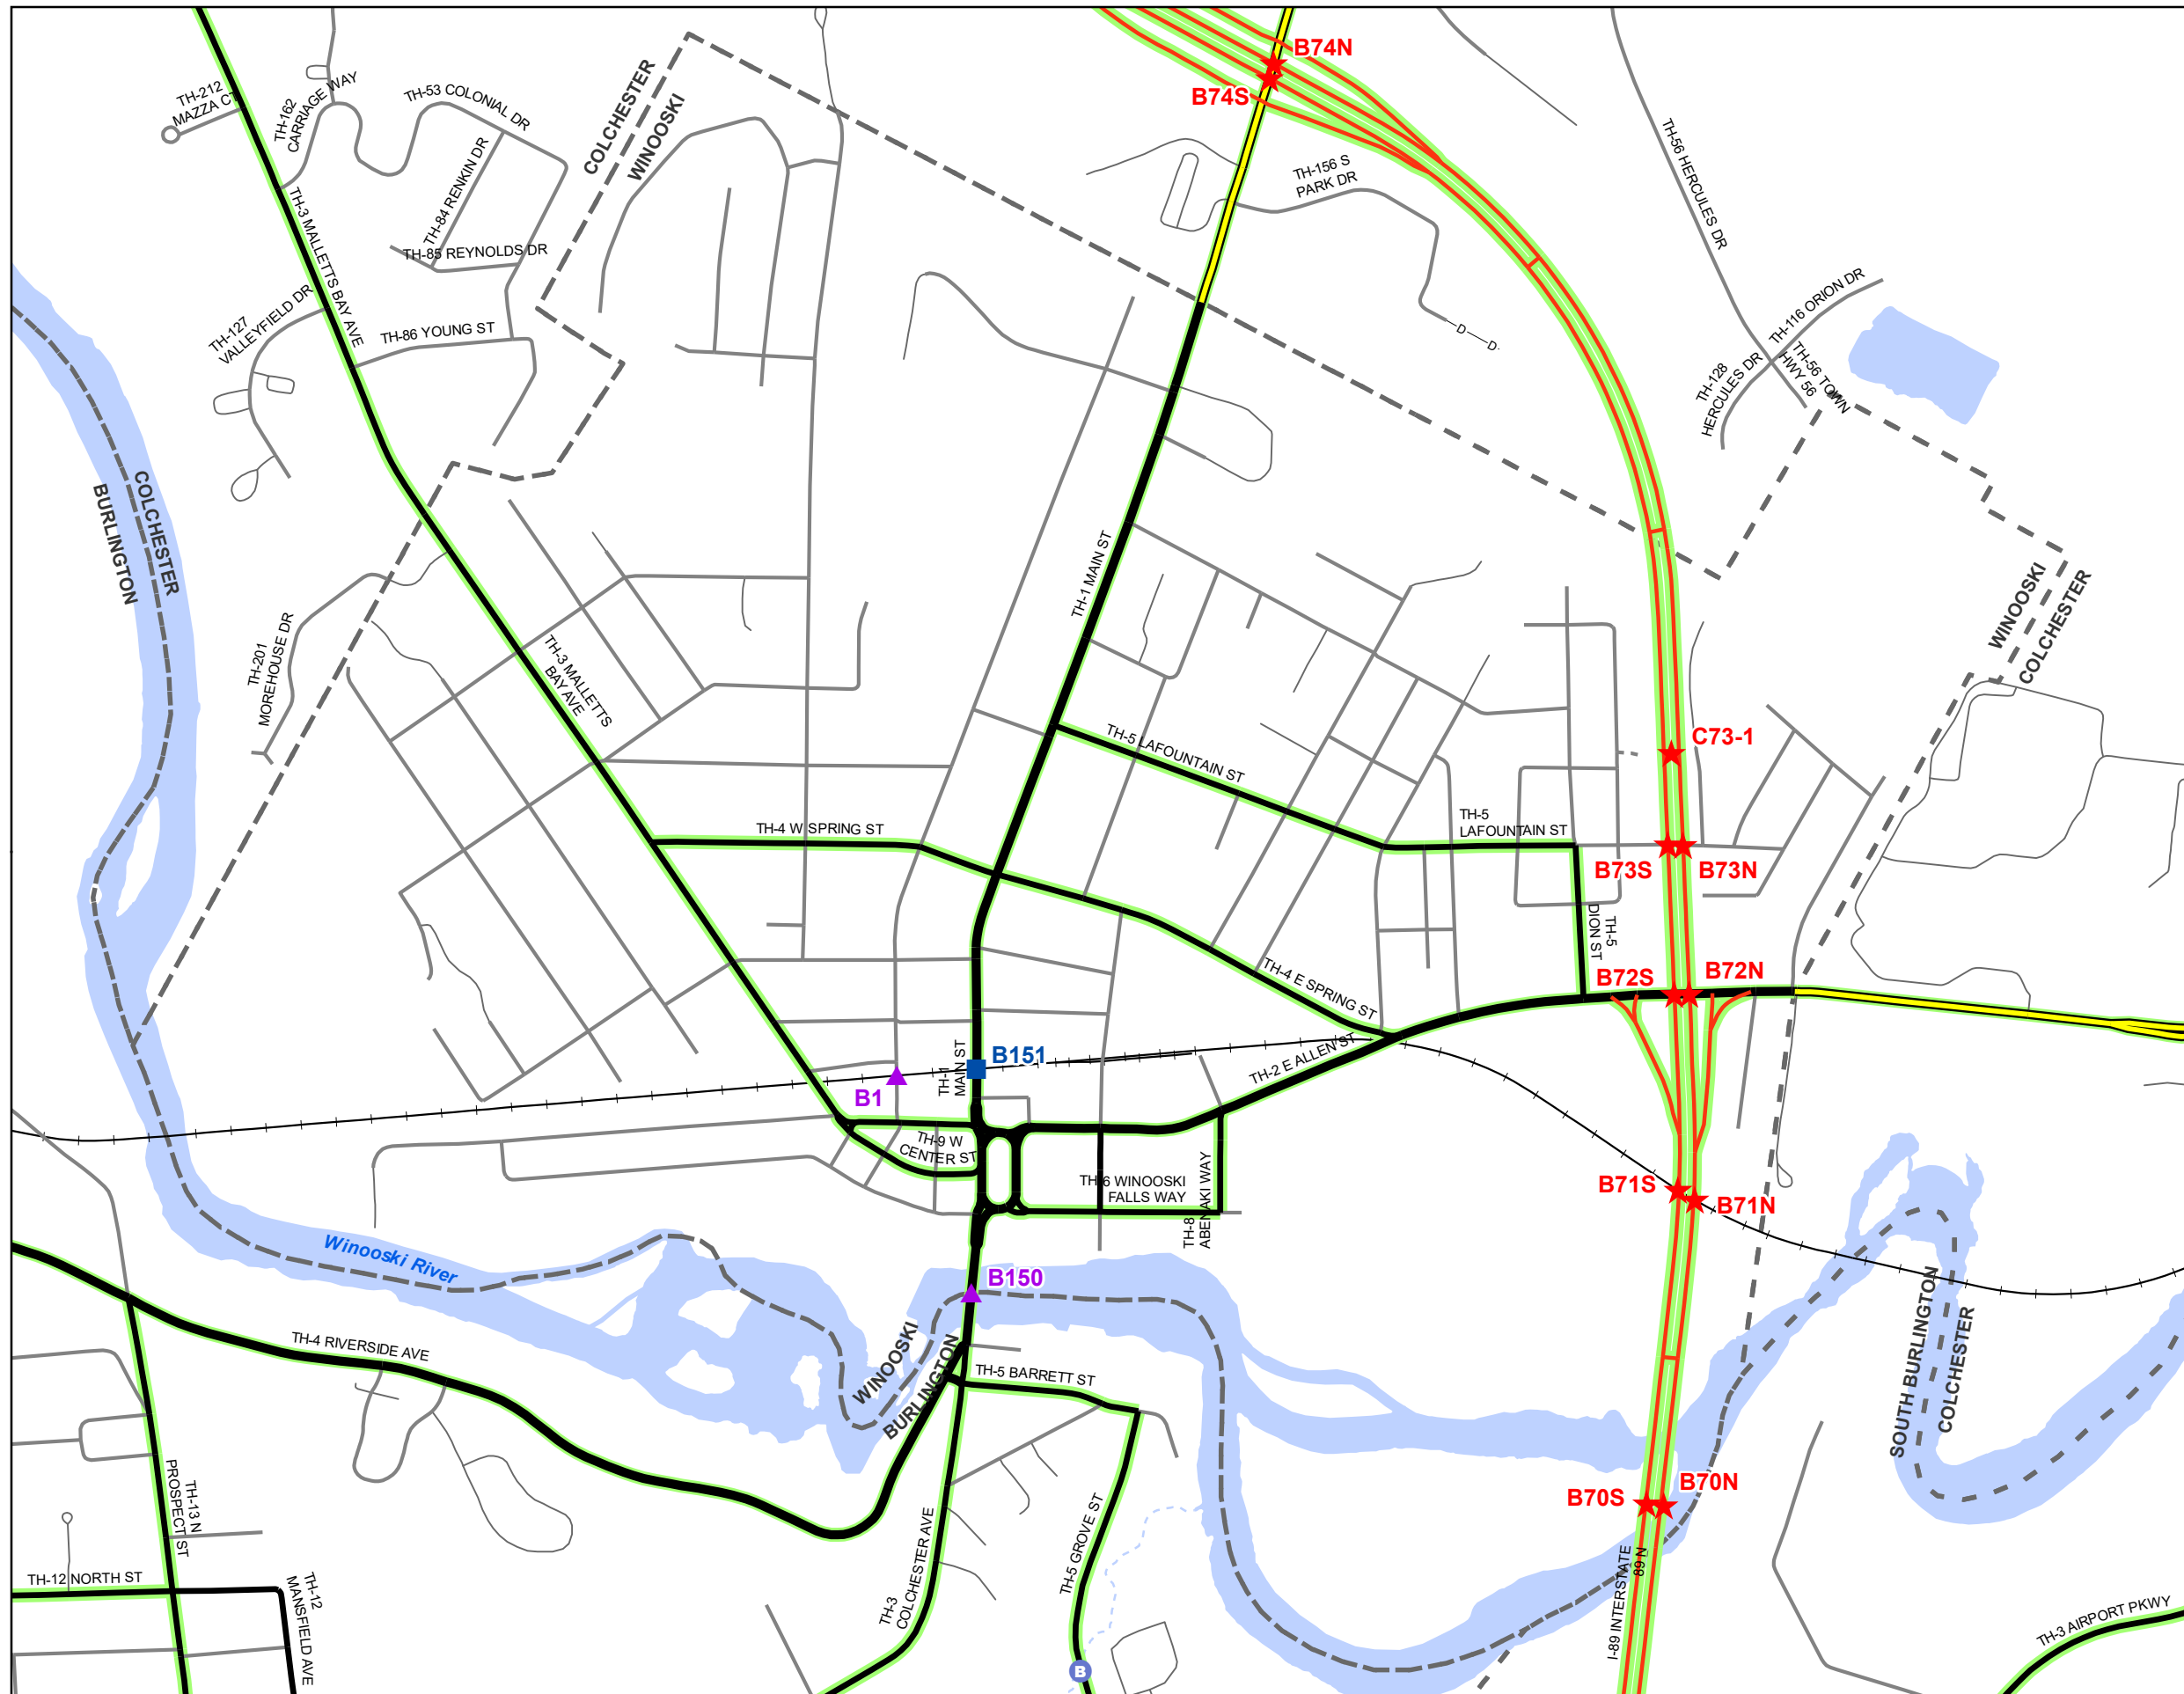 B74N
B74S
TH-212
MAZZA CT
TH-162
CARRIAGE WAY
TH-53 COLONIAL DR
COLCHESTER
WINOOSKI
TH-84 RENKIN DR
TH-85 REYNOLDS DR
TH-3 MALLETTS BAY AVE
TH-127
VALLEYFIELD DR
TH-86 YOUNG ST
TH-156 S
PARK DR
D
D
TH-56 HERCULES DR
TH-116 ORION DR
TH-128
HERCULES DR
TH-56 TOWN
HWY 56
COLCHESTER
BURLINGTON
TH-1 MAIN ST
WINOOSKI
COLCHESTER
TH-201
MOREHOUSE DR
TH-3 MALLETTS
BAY AVE
C73-1
TH-5 LAFOUNTAIN ST
TH-4 W SPRING ST
TH-5
LAFOUNTAIN ST
B73S
B73N
TH-5
DION ST
B72S
B72N
TH-4 E SPRING ST
TH-1
MAIN ST
B151
B1
TH-2 E ALLEN ST
TH-9 W
CENTER ST
TH-6 WINOOSKI
FALLS WAY
TH-8
ABENAKI WAY
B71S
B71N
Winooski River
B150
WINOOSKI
BURLINGTON
TH-4 RIVERSIDE AVE
TH-5 BARRETT ST
SOUTH BURLINGTON
COLCHESTER
TH-13 N
PROSPECT ST
B70S
B70N
TH-3
COLCHESTER AVE
TH-5 GROVE ST
I-89 INTERSTATE
89 N
TH-12 NORTH ST
TH-12
MANSFIELD AVE
TH-3 AIRPORT PKWY
B